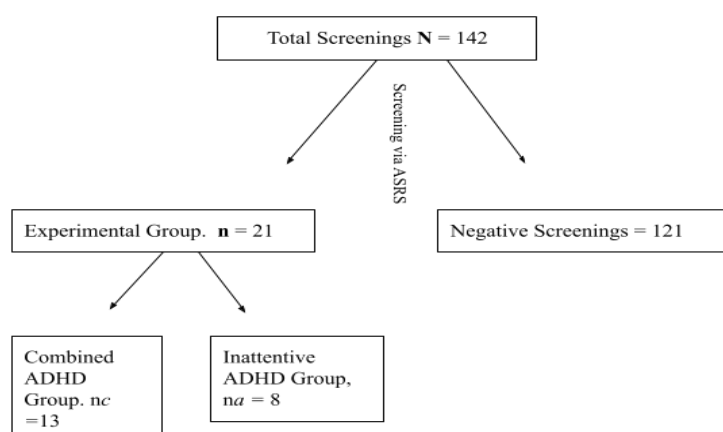 Total Screenings N = 142
Screening via ASRS
Experimental Group. n = 21
Negative Screenings = 121
Combined
ADHD
Group. nc
=13
Inattentive
ADHD Group,
na = 8